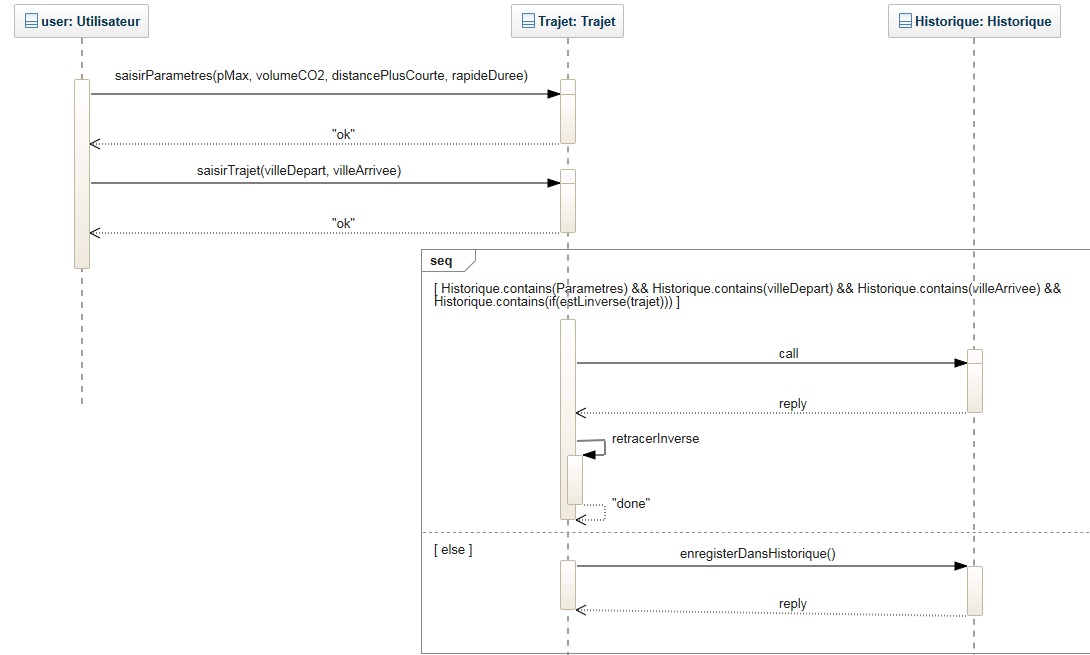 user: Utilisateur
Trajet: Trajet
Historique: Historique
saisirParametres(pMax, volumeCO2, distancePlusCourte, rapideDuree)
"ok"
saisirTrajet(villeDepart, villeArrivee)
"ok"
seq
[ Historique.contains(Parametres) && Historique.contains(villeDepart) && Historique.contains(villeArrivee) &&
Historique.contains(if(estLinverse(trajet))) ]
call
reply
retracerInverse
"done"
[ else ]
enregisterDansHistorique()
reply